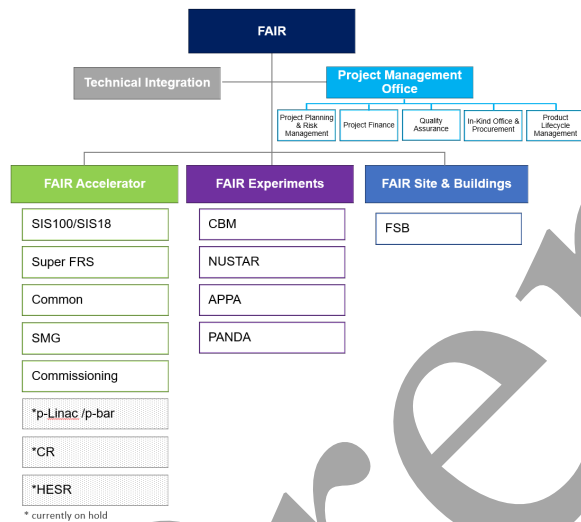 FAIR
Technical Integration
Project Management
Office
Project Planning
& Risk
Management
Project Finance
Quality
Assurance
In-Kind Office &
Procurement
Product
Lifecycle
Management
FAIR Accelerator
FAIR Experiments
FAIR Site & Buildings
SIS100/SIS18
CBM
FSB
Super FRS
NUSTAR
Common
APPA
SMG
PANDA
Commissioning
*p-Linac /p-bar
*CR
*HESR
* currently on hold